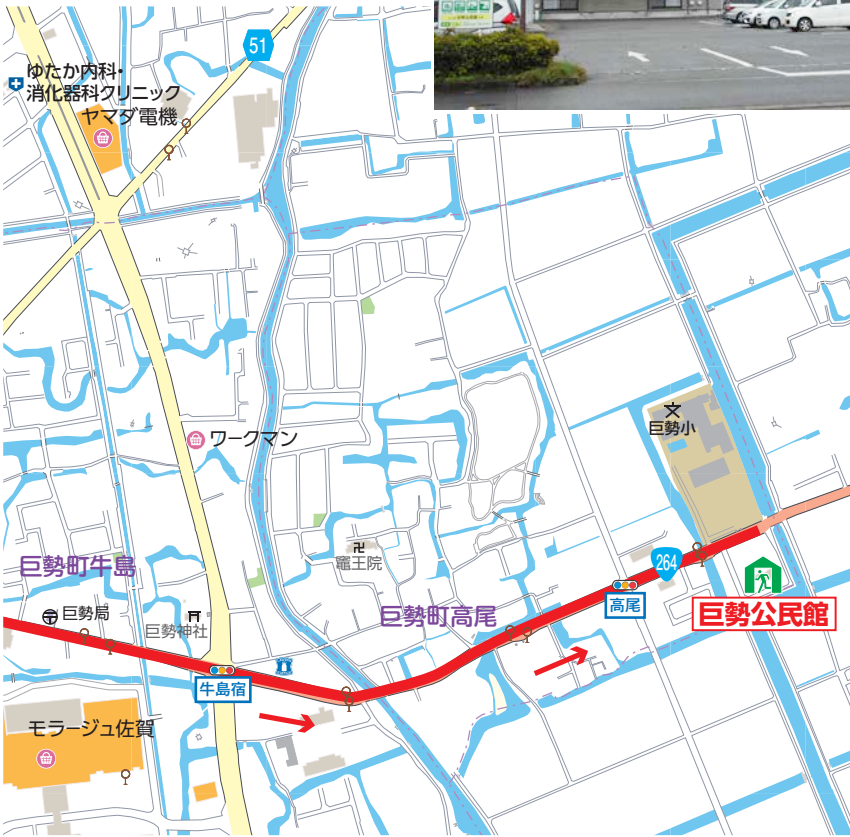 51
ゆたか内科・
消化器科クリニック
ヤマダ電機
ワークマン
文
巨勢小
卍
竈王院
264
巨勢町牛島
巨勢局
巨勢神社
巨勢町高尾
高尾
巨勢公民館
牛島宿
モラージュ佐賀